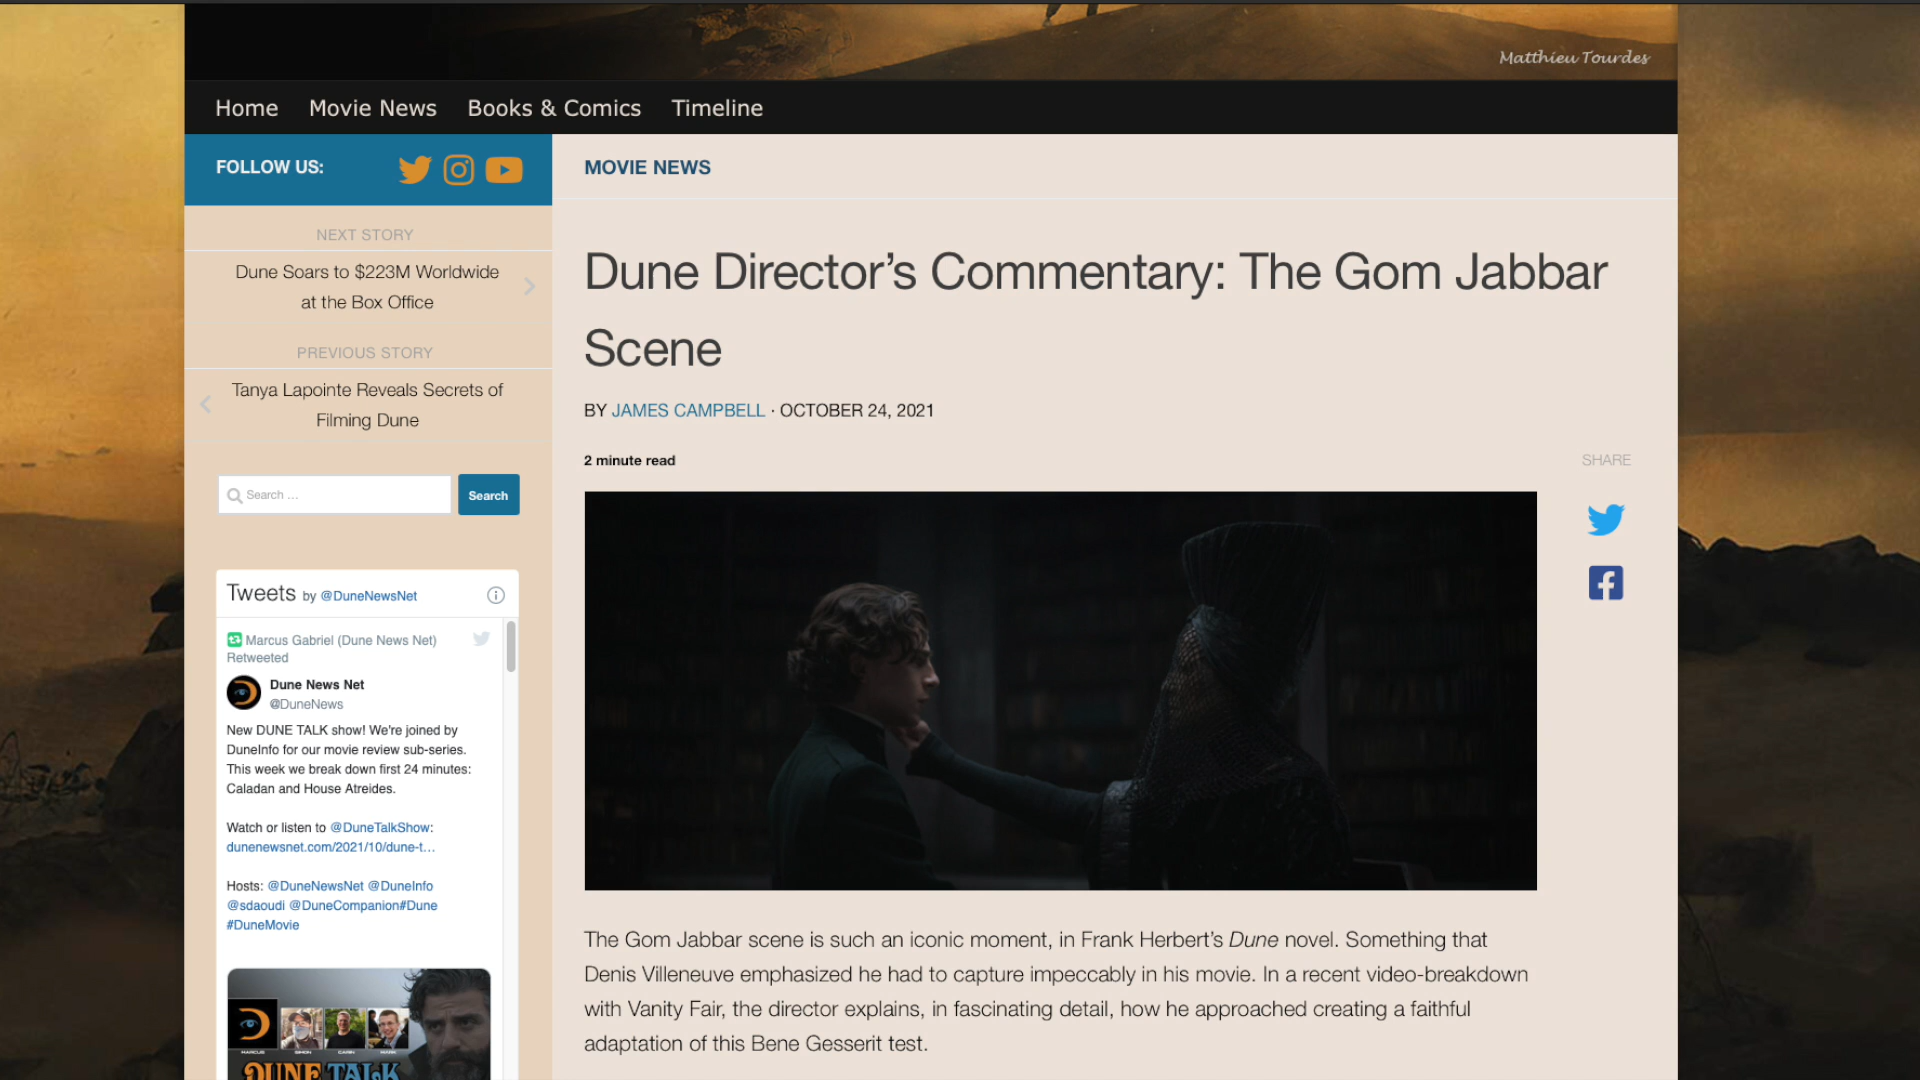 Matthieu Tourdes
Home Movie News Books & Comics Timeline
FOLLOW US:
NEXT STORY
Dune Soars to $223M Worldwide
at the Box Office
PREVIOUS STORY
Tanya Lapointe Reveals Secrets of
Filming Dune
Search ...
Search
Tweets by @DuneNewsNet
Marcus Gabriel (Dune News Net)
Retweeted
Dune News Net
@DuneNews
New DUNE TALK show! We're joined by
DuneInfo for our movie review sub-series.
This week we break down first 24 minutes:
Caladan and House Atreides.
Watch or listen to @DuneTalkShow:
dunenewsnet.com/2021/10/dune-t…
Hosts: @DuneNewsNet @DuneInfo
@sdaoudi @DuneCompanion#Dune
#DuneMovie
MARCUS SIMON GARIN MARK
DUNE TALK
MOVIE NEWS
Dune Director’s Commentary: The Gom Jabbar
Scene
BY JAMES CAMPBELL · OCTOBER 24, 2021
2 minute read
SHARE
The Gom Jabbar scene is such an iconic moment, in Frank Herbert’s Dune novel. Something that
Denis Villeneuve emphasized he had to capture impeccably in his movie. In a recent video-breakdown
with Vanity Fair, the director explains, in fascinating detail, how he approached creating a faithful
adaptation of this Bene Gesserit test.